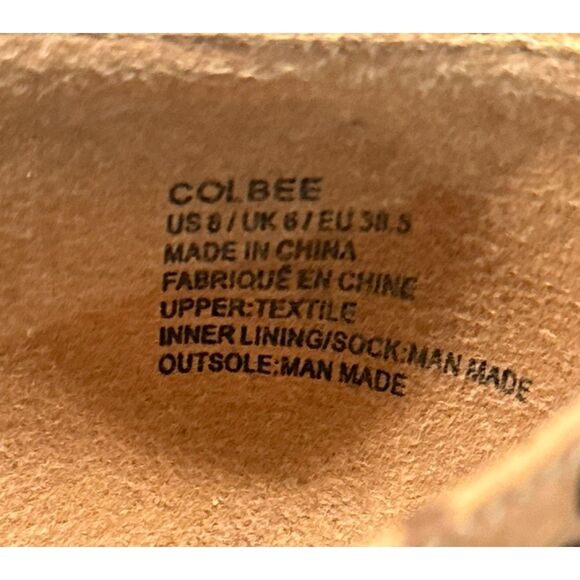 COLBEE
US 8 / UK 6 / EU 38.5
MADE IN CHINA
FABRIQUÉ EN CHINE
UPPER:TEXTILE
INNER LINING/SOCK:MAN MADE
OUTSOLE:MAN MADE